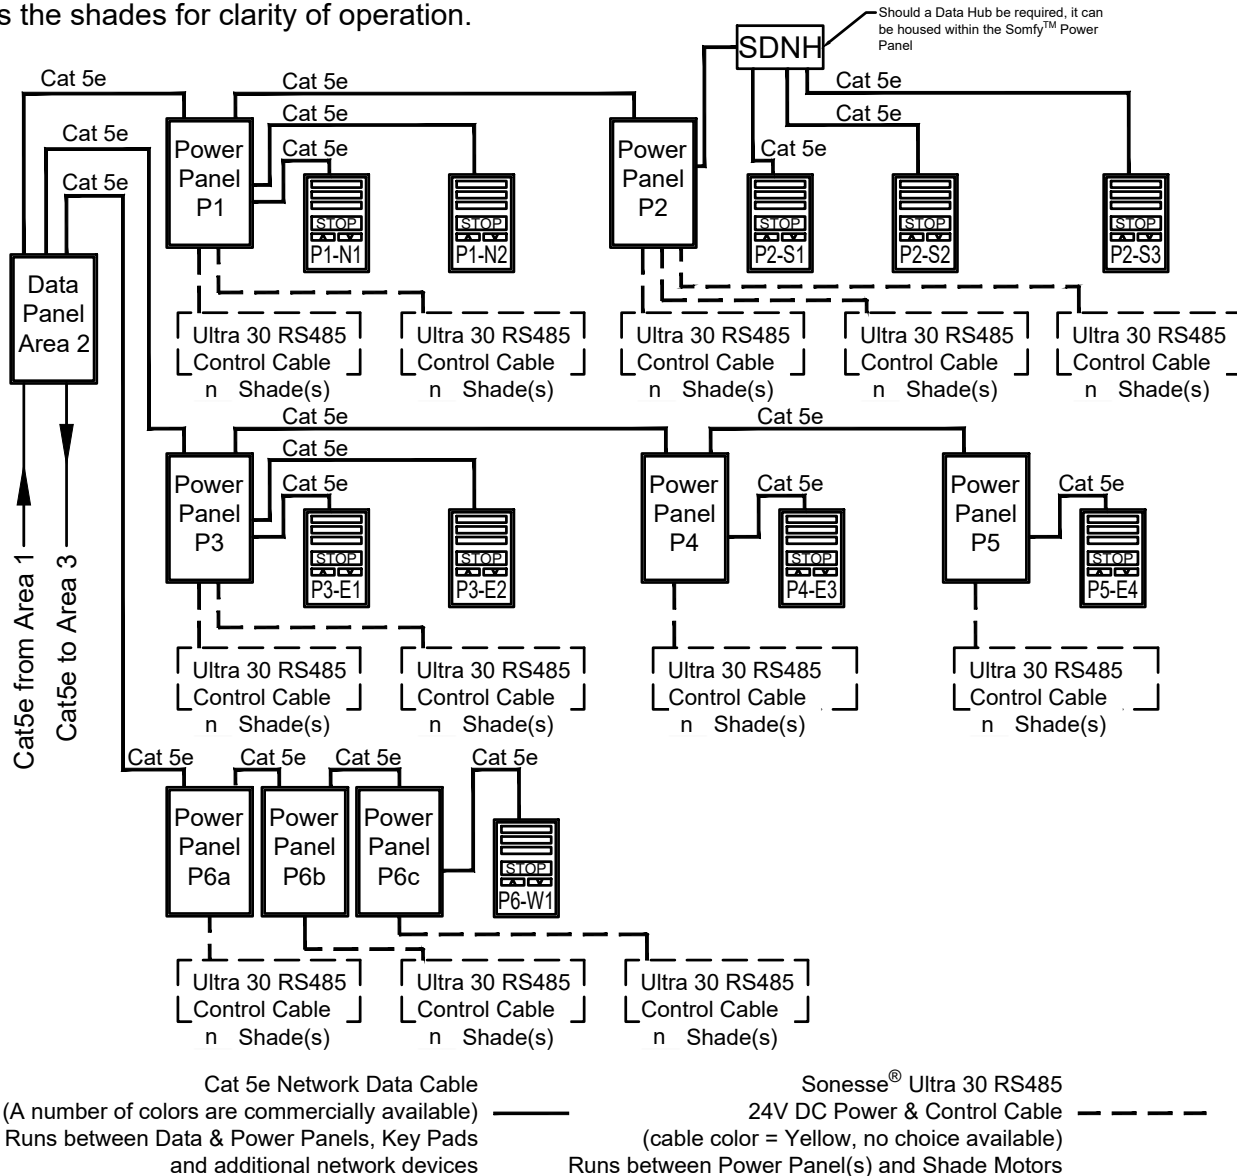 s the shades for clarity of operation.
Should a Data Hub be required, it can
be housed within the Somfy™ Power
Panel
SDNH
Cat 5e
Cat 5e
Cat 5e
Cat 5e
Cat 5e
Cat 5e
Cat 5e
Cat 5e
Cat 5e
Cat 5e
Power
Panel
P1
STOP
P1-N1
STOP
P1-N2
Power
Panel
P2
STOP
P2-S1
STOP
P2-S2
STOP
P2-S3
Data
Panel
Area 2
Ultra 30 RS485
Control Cable
n Shade(s)
Ultra 30 RS485
Control Cable
n Shade(s)
Ultra 30 RS485
Control Cable
n Shade(s)
Ultra 30 RS485
Control Cable
n Shade(s)
Ultra 30 RS485
Control Cable
n Shade(s)
Cat5e from Area 1
Cat5e to Area 3
Cat 5e
Cat 5e
Cat 5e
Cat 5e
Cat 5e
Cat 5e
Power
Panel
P3
STOP
P3-E1
STOP
P3-E2
Power
Panel
P4
STOP
P4-E3
Power
Panel
P5
STOP
P5-E4
Ultra 30 RS485
Control Cable
n Shade(s)
Ultra 30 RS485
Control Cable
n Shade(s)
Ultra 30 RS485
Control Cable
n Shade(s)
Ultra 30 RS485
Control Cable
n Shade(s)
Cat 5e
Cat 5e
Cat 5e
Cat 5e
Power
Panel
P6a
Power
Panel
P6b
Power
Panel
P6c
STOP
P6-W1
Ultra 30 RS485
Control Cable
n Shade(s)
Ultra 30 RS485
Control Cable
n Shade(s)
Ultra 30 RS485
Control Cable
n Shade(s)
Cat 5e Network Data Cable
(A number of colors are commercially available)
Runs between Data & Power Panels, Key Pads
and additional network devices
Sonesse® Ultra 30 RS485
24V DC Power & Control Cable
(cable color = Yellow, no choice available)
Runs between Power Panel(s) and Shade Motors